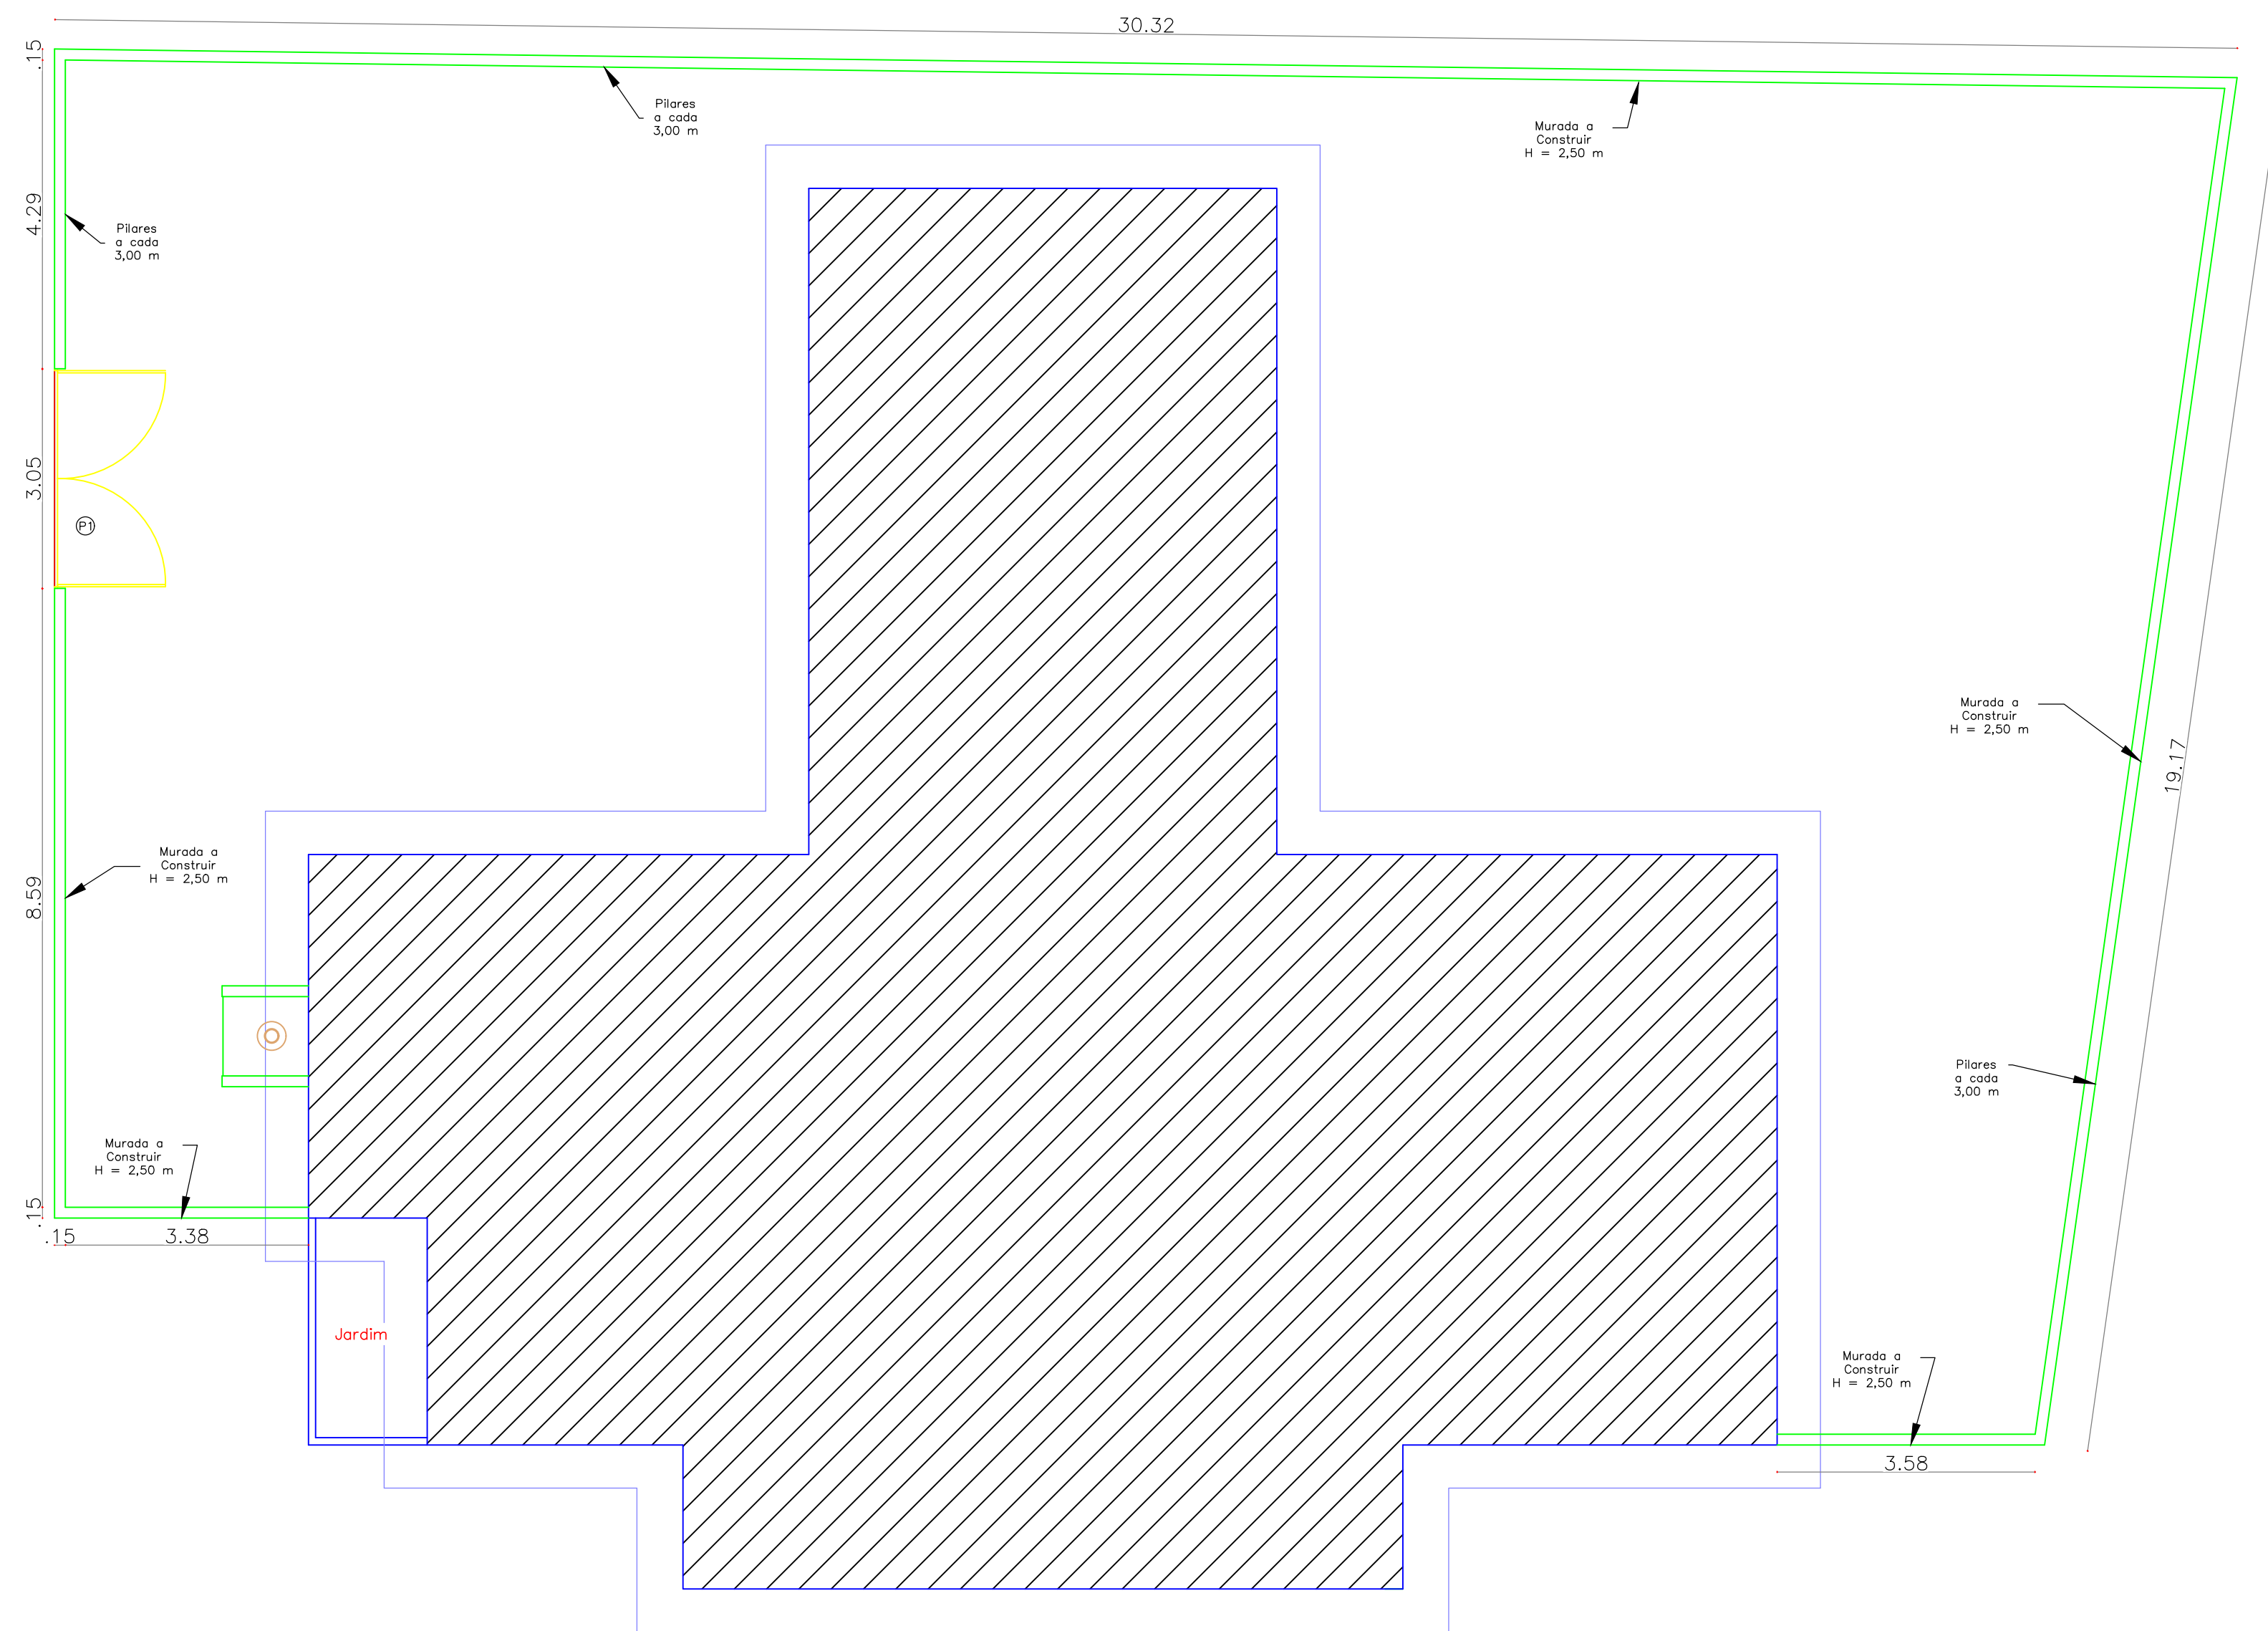 30.32
.15
Pilares
a cada
3,00 m
Murada a
Construir
H = 2,50 m
4.29
Pilares
a cada
3,00 m
3.05
P1
Murada a
Construir
H = 2,50 m
19.17
Murada a
Construir
H = 2,50 m
8.59
Pilares
a cada
3,00 m
Murada a
Construir
H = 2,50 m
.15
.15
3.38
Jardim
Murada a
Construir
H = 2,50 m
3.58